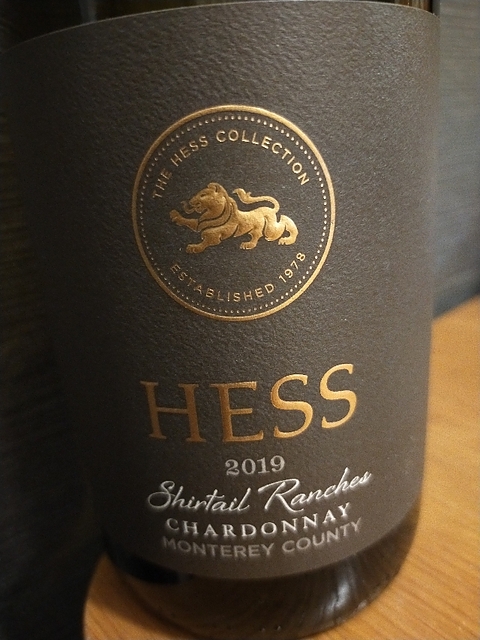 THE HESS COLLECTION
ESTABLISHED 1978
HESS
2019
Shirtail Ranches
CHARDONNAY
MONTEREY COUNTY